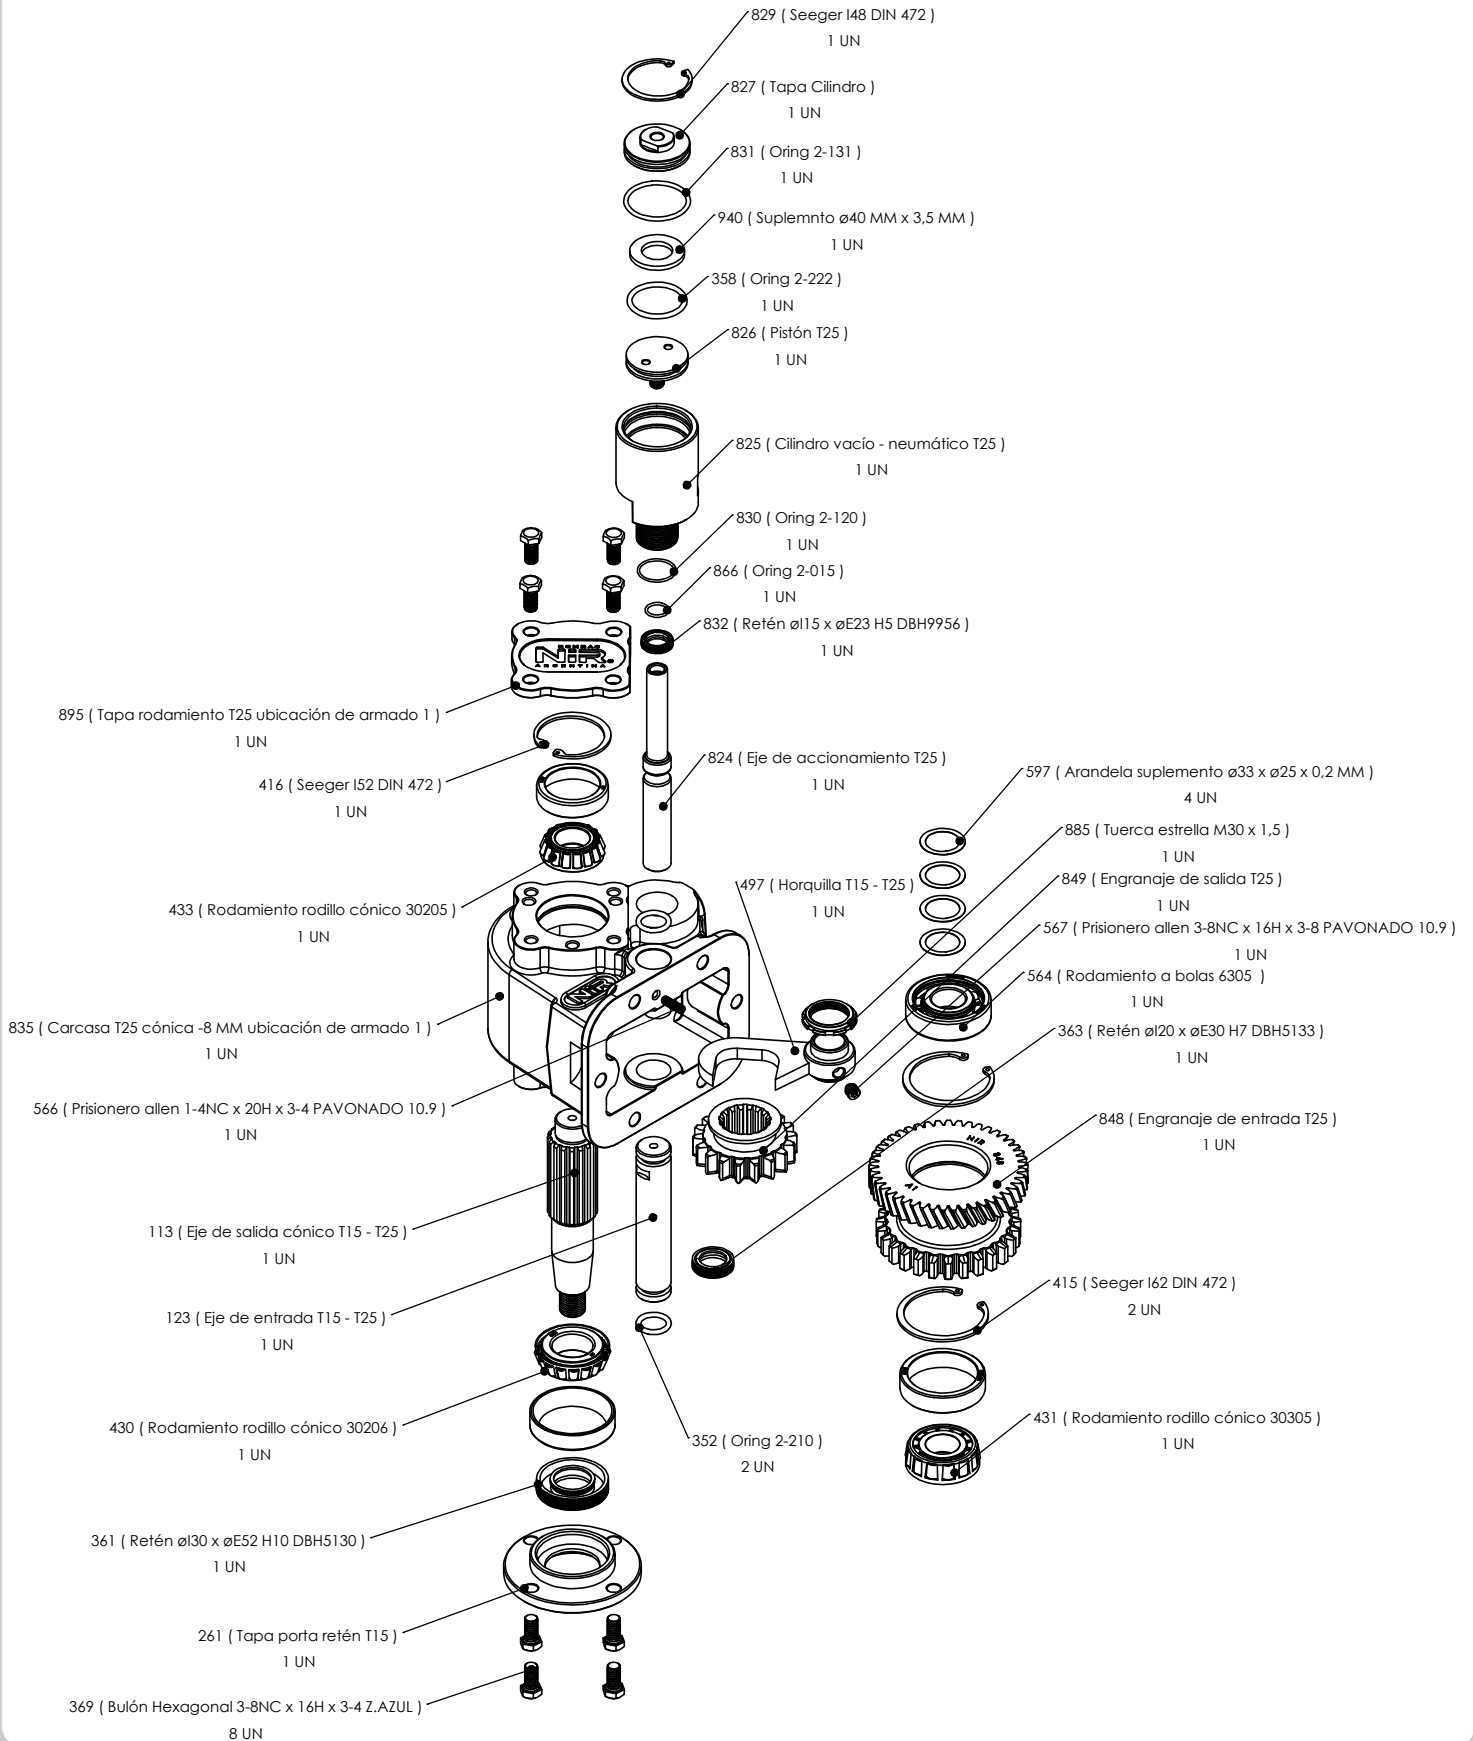 829 ( Seeger I48 DIN 472 )
1 UN
827 ( Tapa Cilindro )
1 UN
831 ( Oring 2-131 )
1 UN
940 ( Suplemnto ø40 MM x 3,5 MM )
1 UN
358 ( Oring 2-222 )
1 UN
826 ( Pistón T25 )
1 UN
825 ( Cilindro vacío - neumático T25 )
1 UN
830 ( Oring 2-120 )
1 UN
866 ( Oring 2-015 )
1 UN
832 ( Retén øI15 x øE23 H5 DBH9956 )
1 UN
NIR
ARGENTINA
895 ( Tapa rodamiento T25 ubicación de armado 1 )
1 UN
416 ( Seeger I52 DIN 472 )
1 UN
824 ( Eje de accionamiento T25 )
1 UN
597 ( Arandela suplemento ø33 x ø25 x 0,2 MM )
4 UN
885 ( Tuerca estrella M30 x 1,5 )
1 UN
497 ( Horquilla T15 - T25 )
1 UN
849 ( Engranaje de salida T25 )
1 UN
433 ( Rodamiento rodillo cónico 30205 )
1 UN
567 ( Prisionero allen 3-8NC x 16H x 3-8 PAVONADO 10.9 )
1 UN
564 ( Rodamiento a bolas 6305 )
1 UN
NIR
835 ( Carcasa T25 cónica -8 MM ubicación de armado 1 )
1 UN
363 ( Retén øI20 x øE30 H7 DBH5133 )
1 UN
566 ( Prisionero allen 1-4NC x 20H x 3-4 PAVONADO 10.9 )
1 UN
848 ( Engranaje de entrada T25 )
1 UN
NIR
848
A1
113 ( Eje de salida cónico T15 - T25 )
1 UN
415 ( Seeger I62 DIN 472 )
2 UN
123 ( Eje de entrada T15 - T25 )
1 UN
430 ( Rodamiento rodillo cónico 30206 )
1 UN
352 ( Oring 2-210 )
2 UN
431 ( Rodamiento rodillo cónico 30305 )
1 UN
361 ( Retén øI30 x øE52 H10 DBH5130 )
1 UN
261 ( Tapa porta retén T15 )
1 UN
369 ( Bulón Hexagonal 3-8NC x 16H x 3-4 Z.AZUL )
8 UN